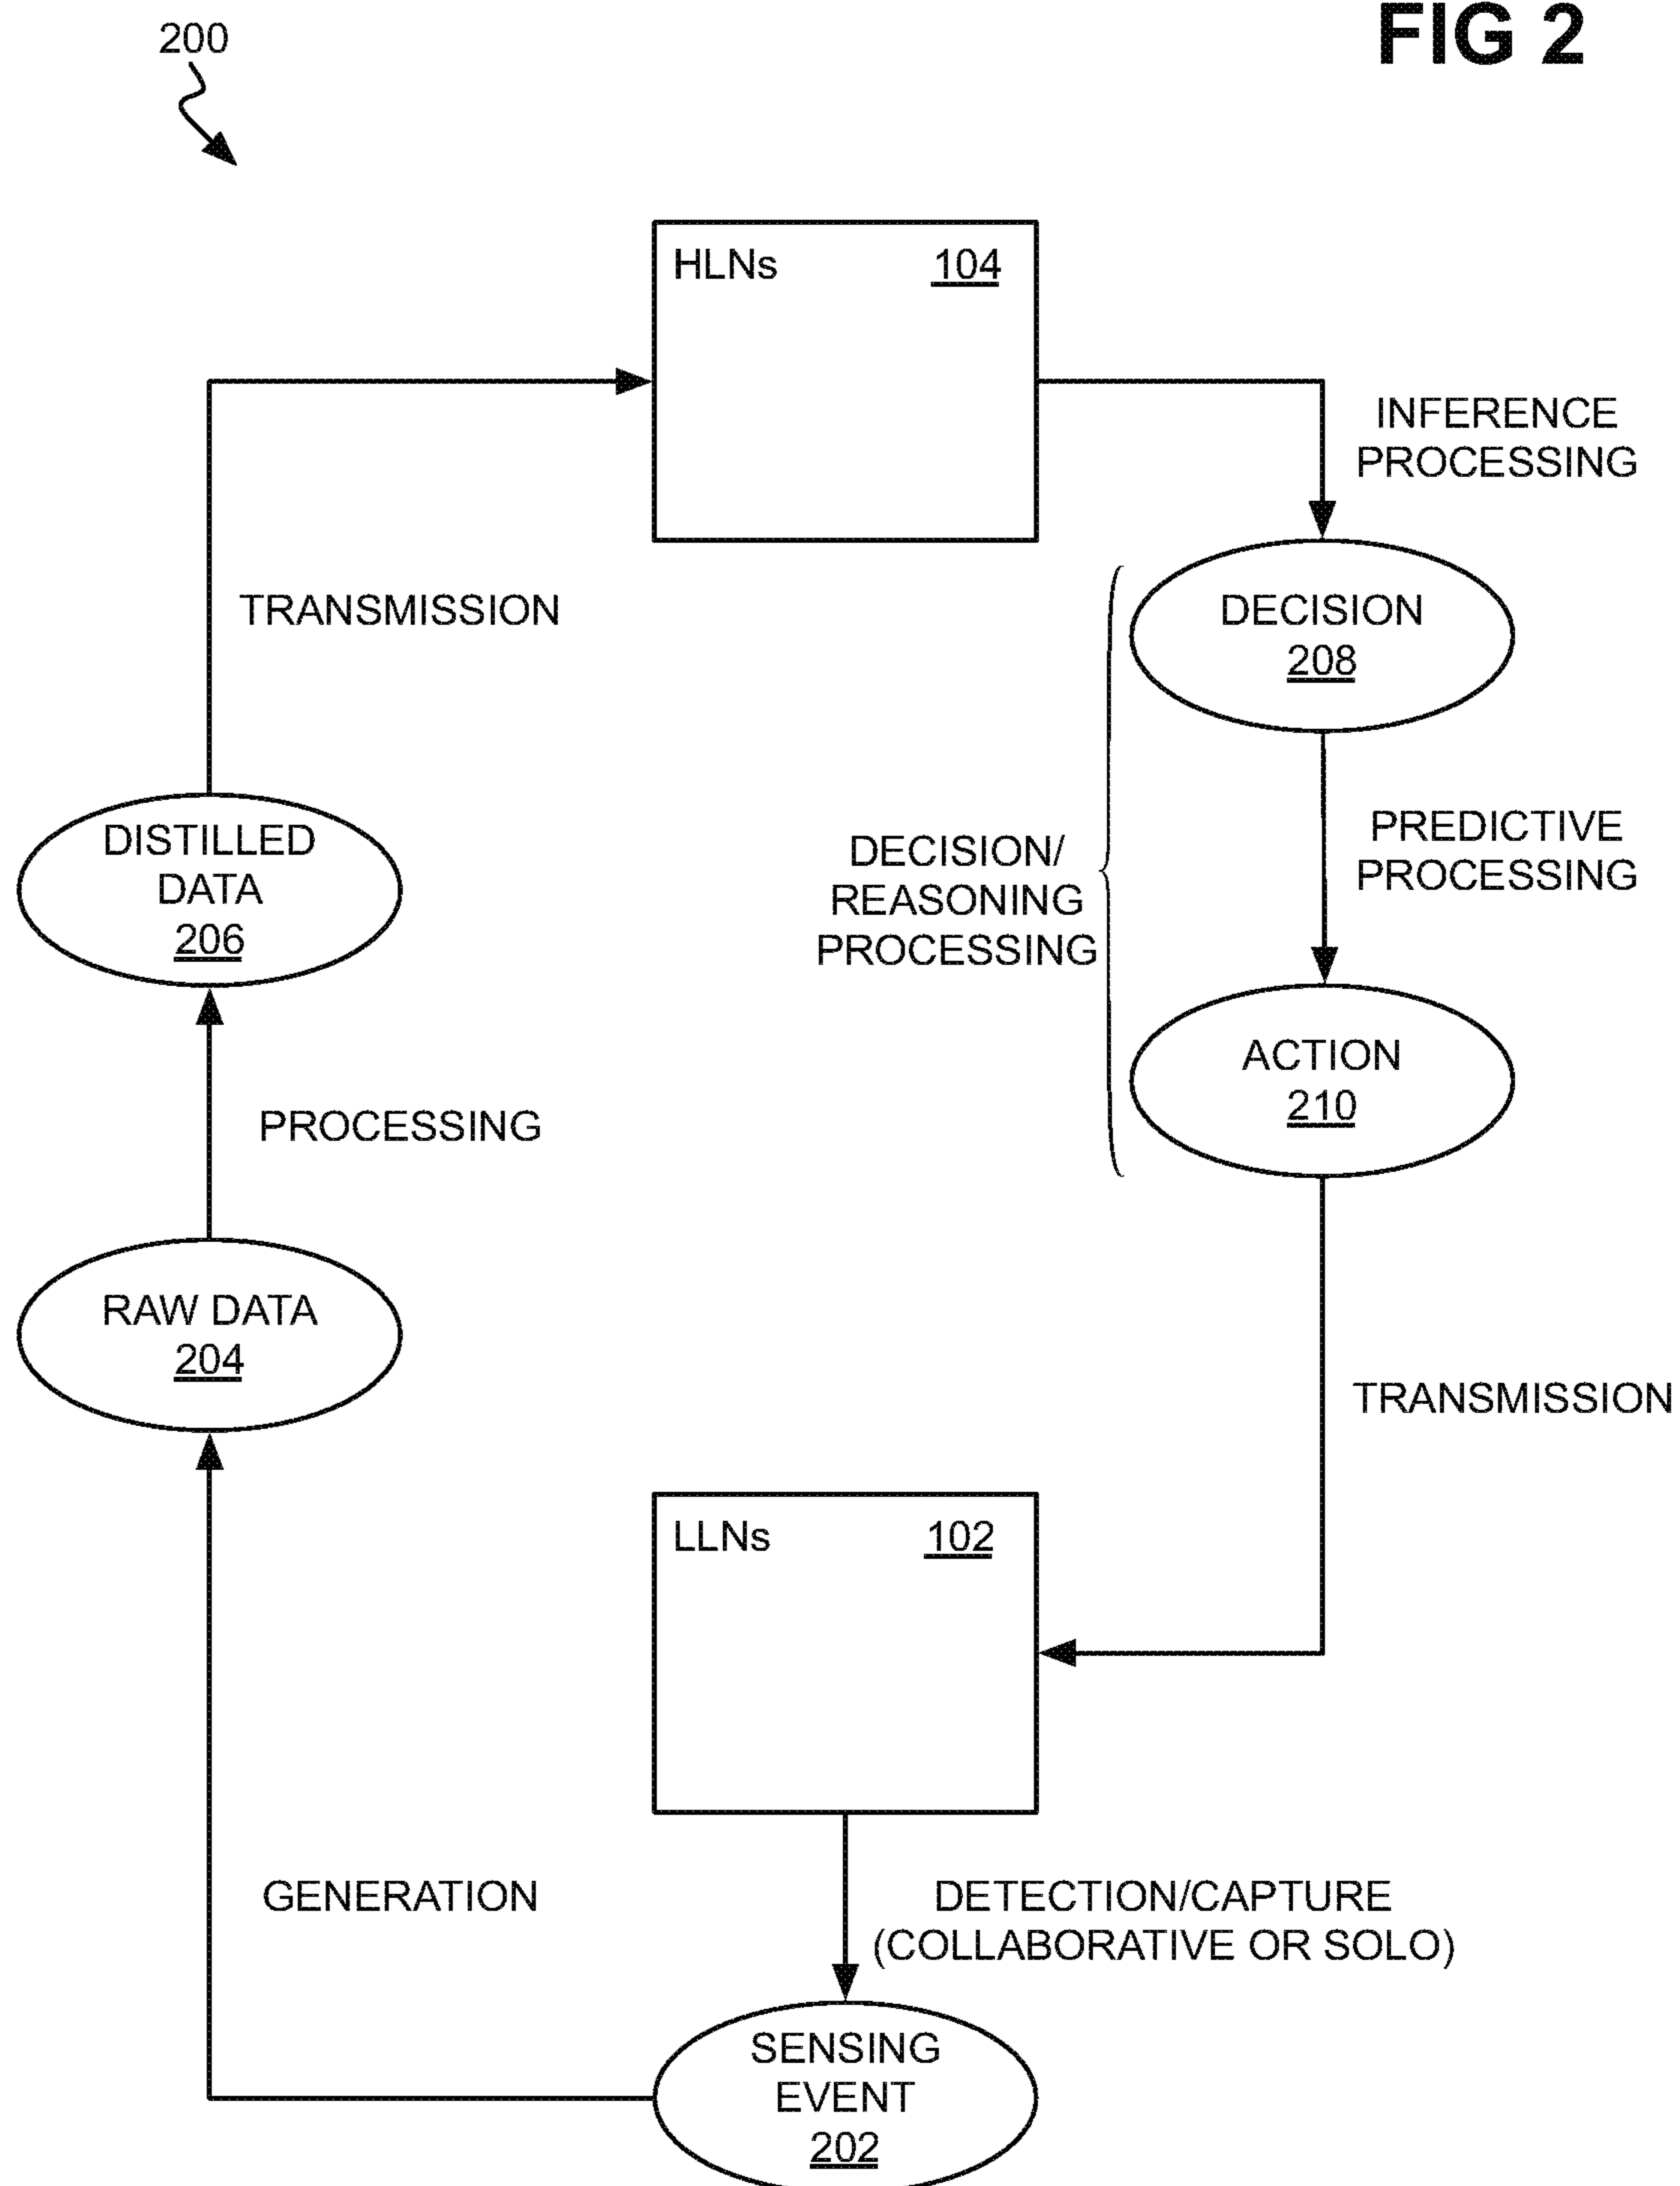 FIG 2
200
HLNs 104
INFERENCE
PROCESSING
DECISION
208
TRANSMISSION
PREDICTIVE
PROCESSING
DECISION/
REASONING
PROCESSING
DISTILLED
DATA
206
ACTION
210
PROCESSING
RAW DATA
204
TRANSMISSION
LLNs 102
GENERATION
DETECTION/CAPTURE
(COLLABORATIVE OR SOLO)
SENSING
EVENT
202